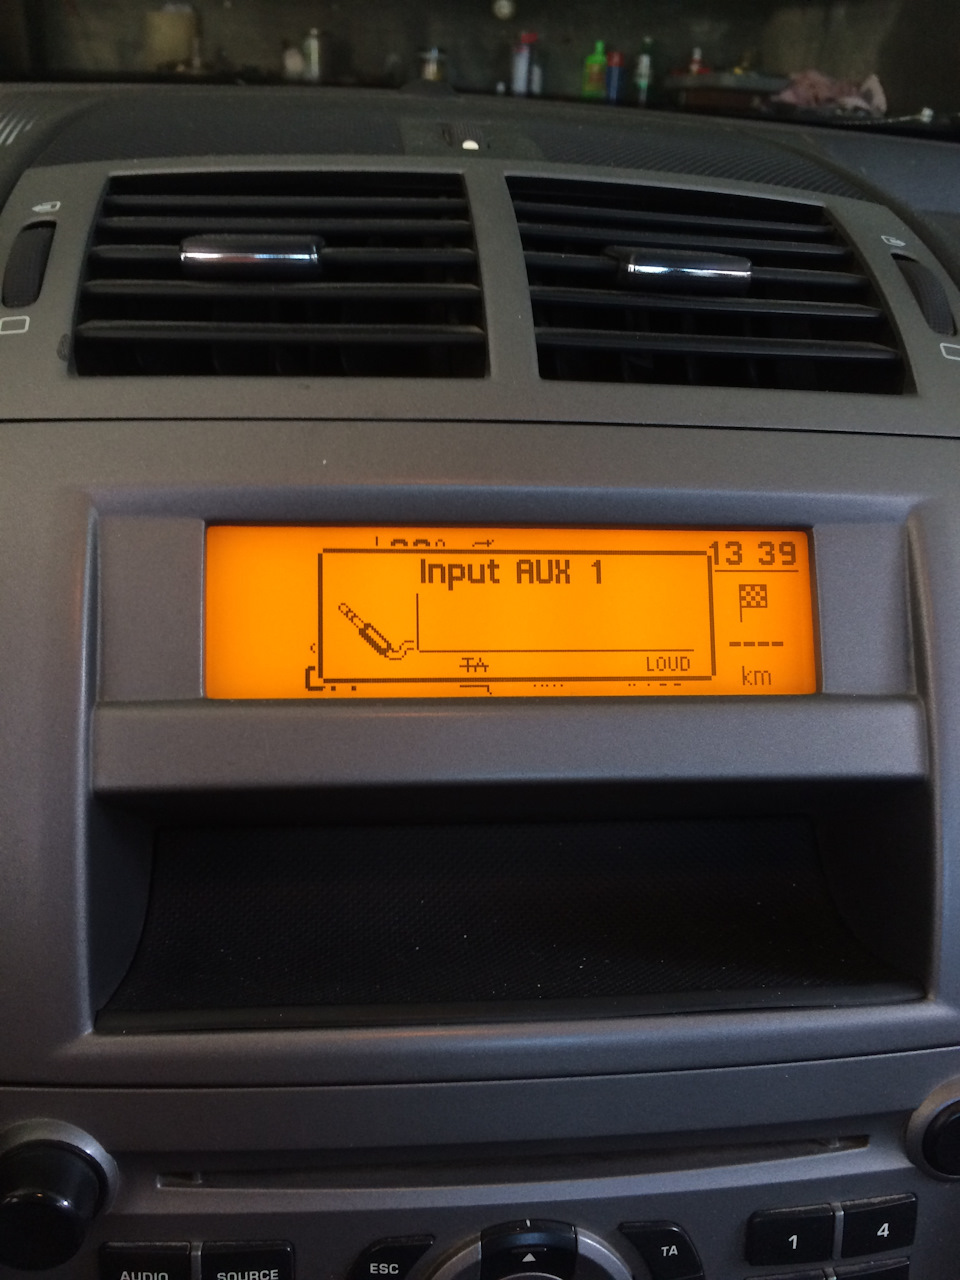 13 39
Input AUX 1
TA
LOUD
----
km
ESC
TA
1
4
AUDIO
SOURCE